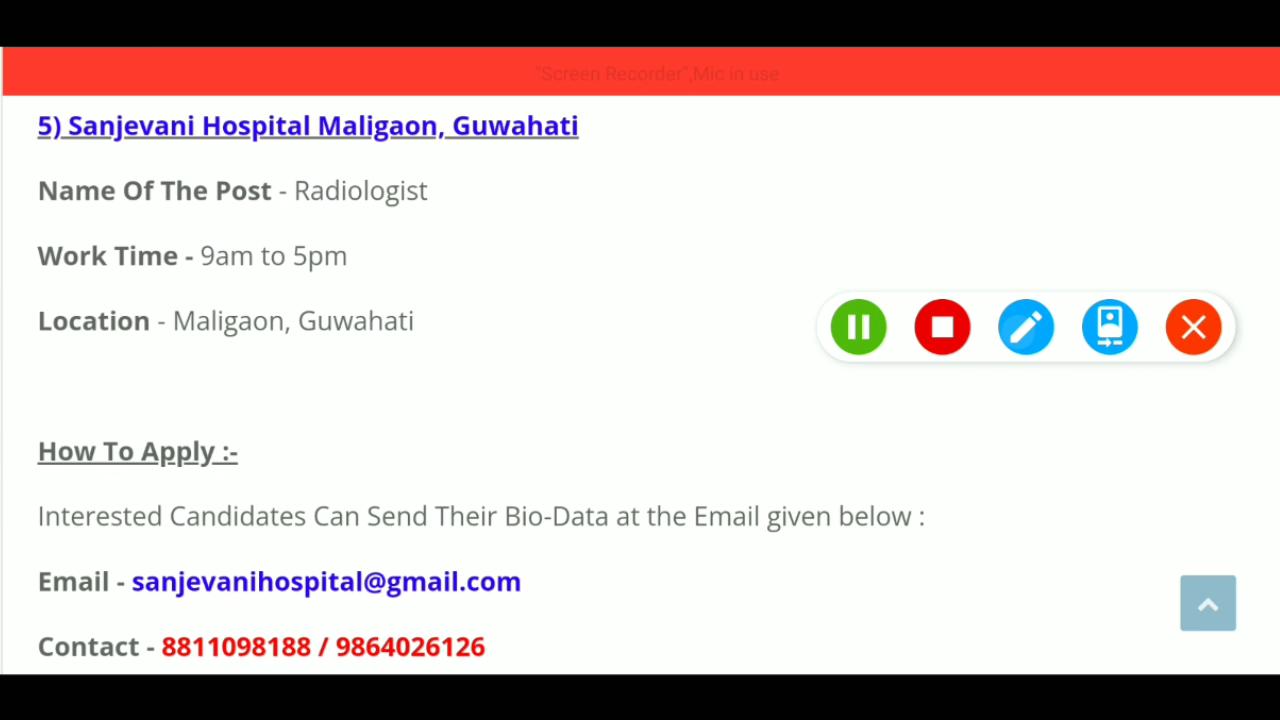 "Screen Recorder",Mic in use
5) Sanjevani Hospital Maligaon, Guwahati
Name Of The Post - Radiologist
Work Time - 9am to 5pm
Location - Maligaon, Guwahati
How To Apply :-
Interested Candidates Can Send Their Bio-Data at the Email given below :
Email - sanjevanihospital@gmail.com
Contact - 8811098188 / 9864026126